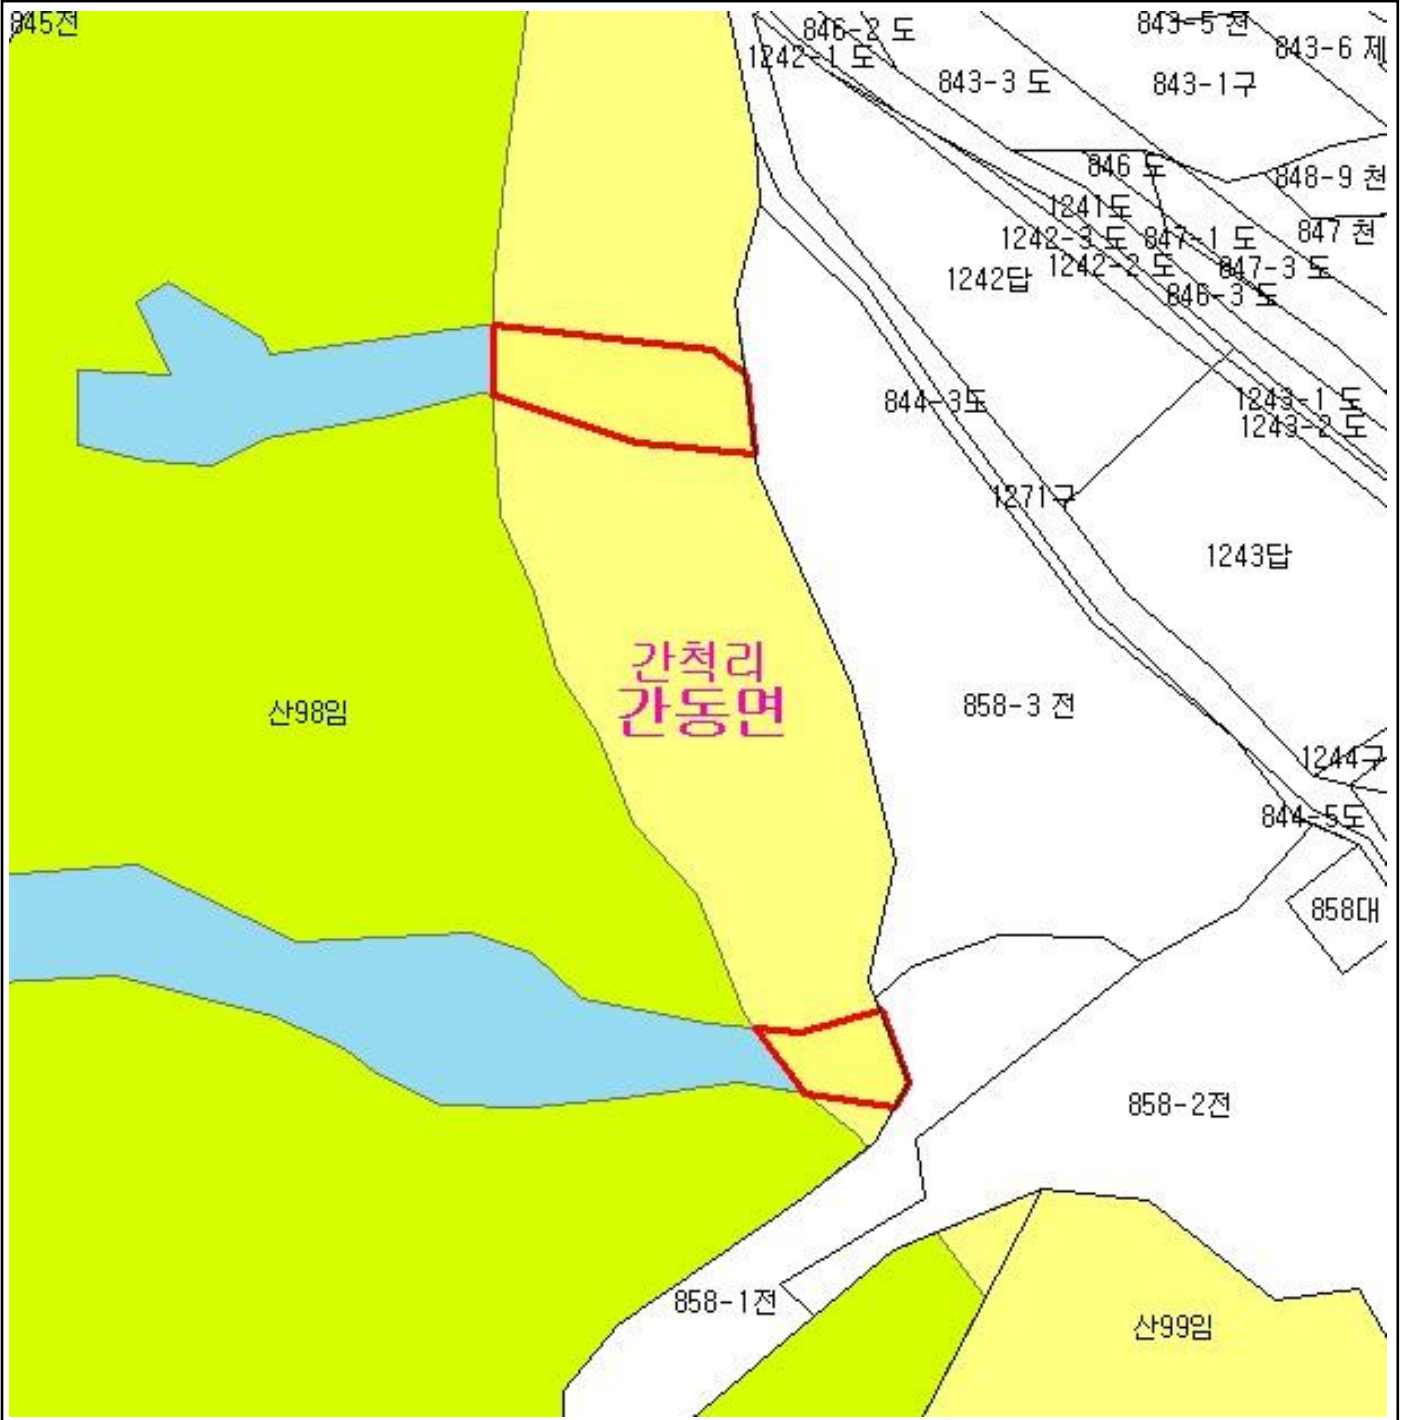 845전
846-2 도
843-5 천
1242-1 도
843-6 제
843-3 도
843-1구
846 도
848-9 천
1241도
1242-3 도
847-1 도
847 천
1242답
1242-2 도
847-3 도
846-3 도
844-3도
1243-1 도
1243-2 도
1271구
1243답
간척리
간동면
산98임
858-3 전
1244구
844-5도
858대
858-2전
858-1전
산99임